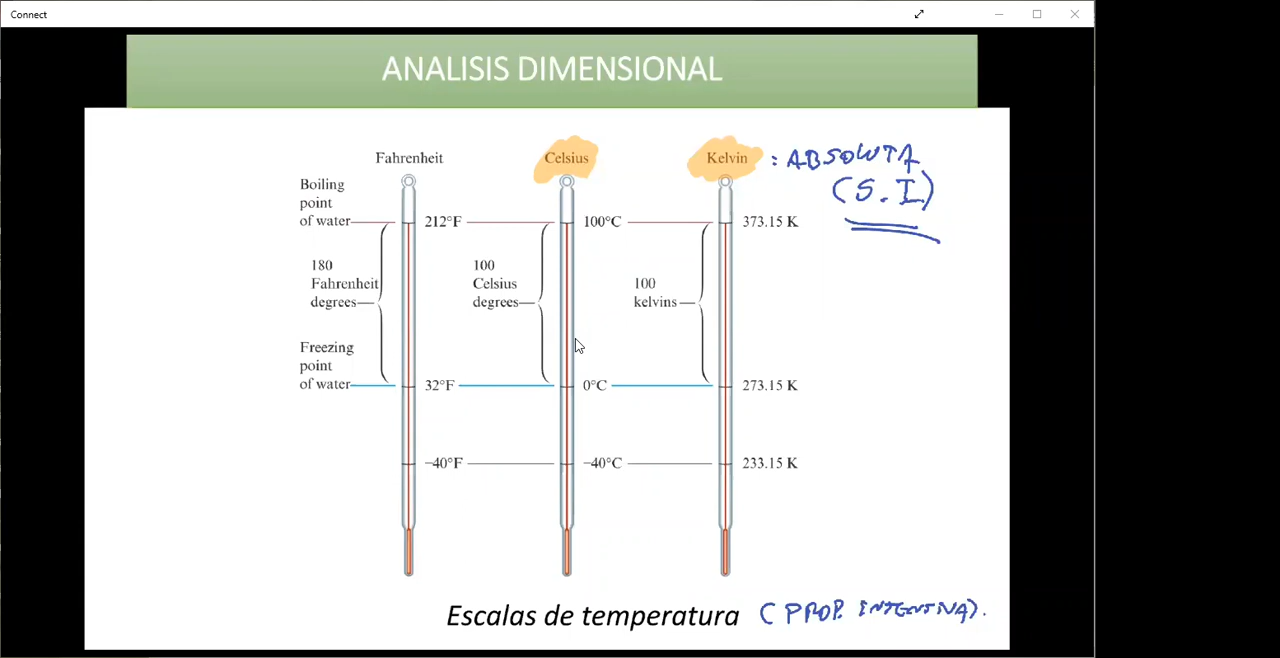 Connect
ANALISIS DIMENSIONAL
Fahrenheit
Celsius
Kelvin
: ABSOLUTA
(S.I)
Boiling
point
of water
212°F
100°C
373.15 K
180
Fahrenheit
degrees
100
Celsius
degrees
100
kelvins
Freezing
point
of water
32°F
0°C
273.15 K
–40°F
–40°C
233.15 K
Escalas de temperatura
(PROP. INTENSIVA).